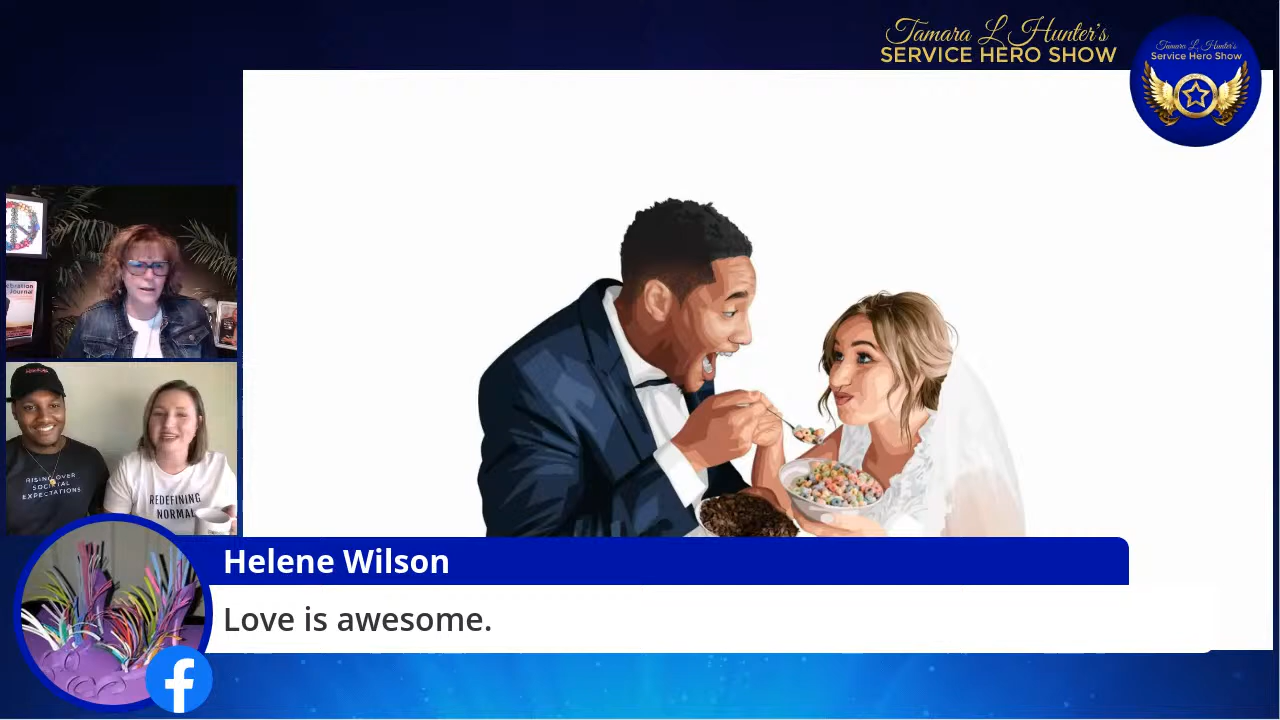 Tamara L Hunter's
SERVICE HERO SHOW
Tamara L. Hunter's
Service Hero Show
Journal
RISING OVER
SOCIETAL
EXPECTATIONS
REDEFINING
NORMAL
Helene Wilson
Love is awesome.